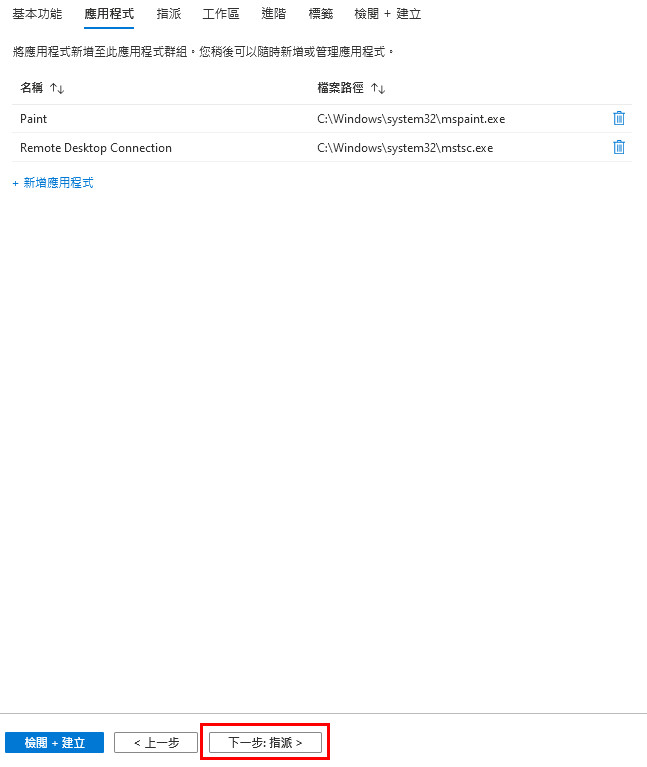 基本功能 應用程式 指派 工作區 進階 標籤 檢閱 + 建立
將應用程式新增至此應用程式群組。您稍後可以隨時新增或管理應用程式。
名稱 ↑↓ 檔案路徑 ↑↓
Paint C:\Windows\system32\mspaint.exe
Remote Desktop Connection C:\Windows\system32\mstsc.exe
+ 新增應用程式
檢閱 + 建立 < 上一步 下一步: 指派 >